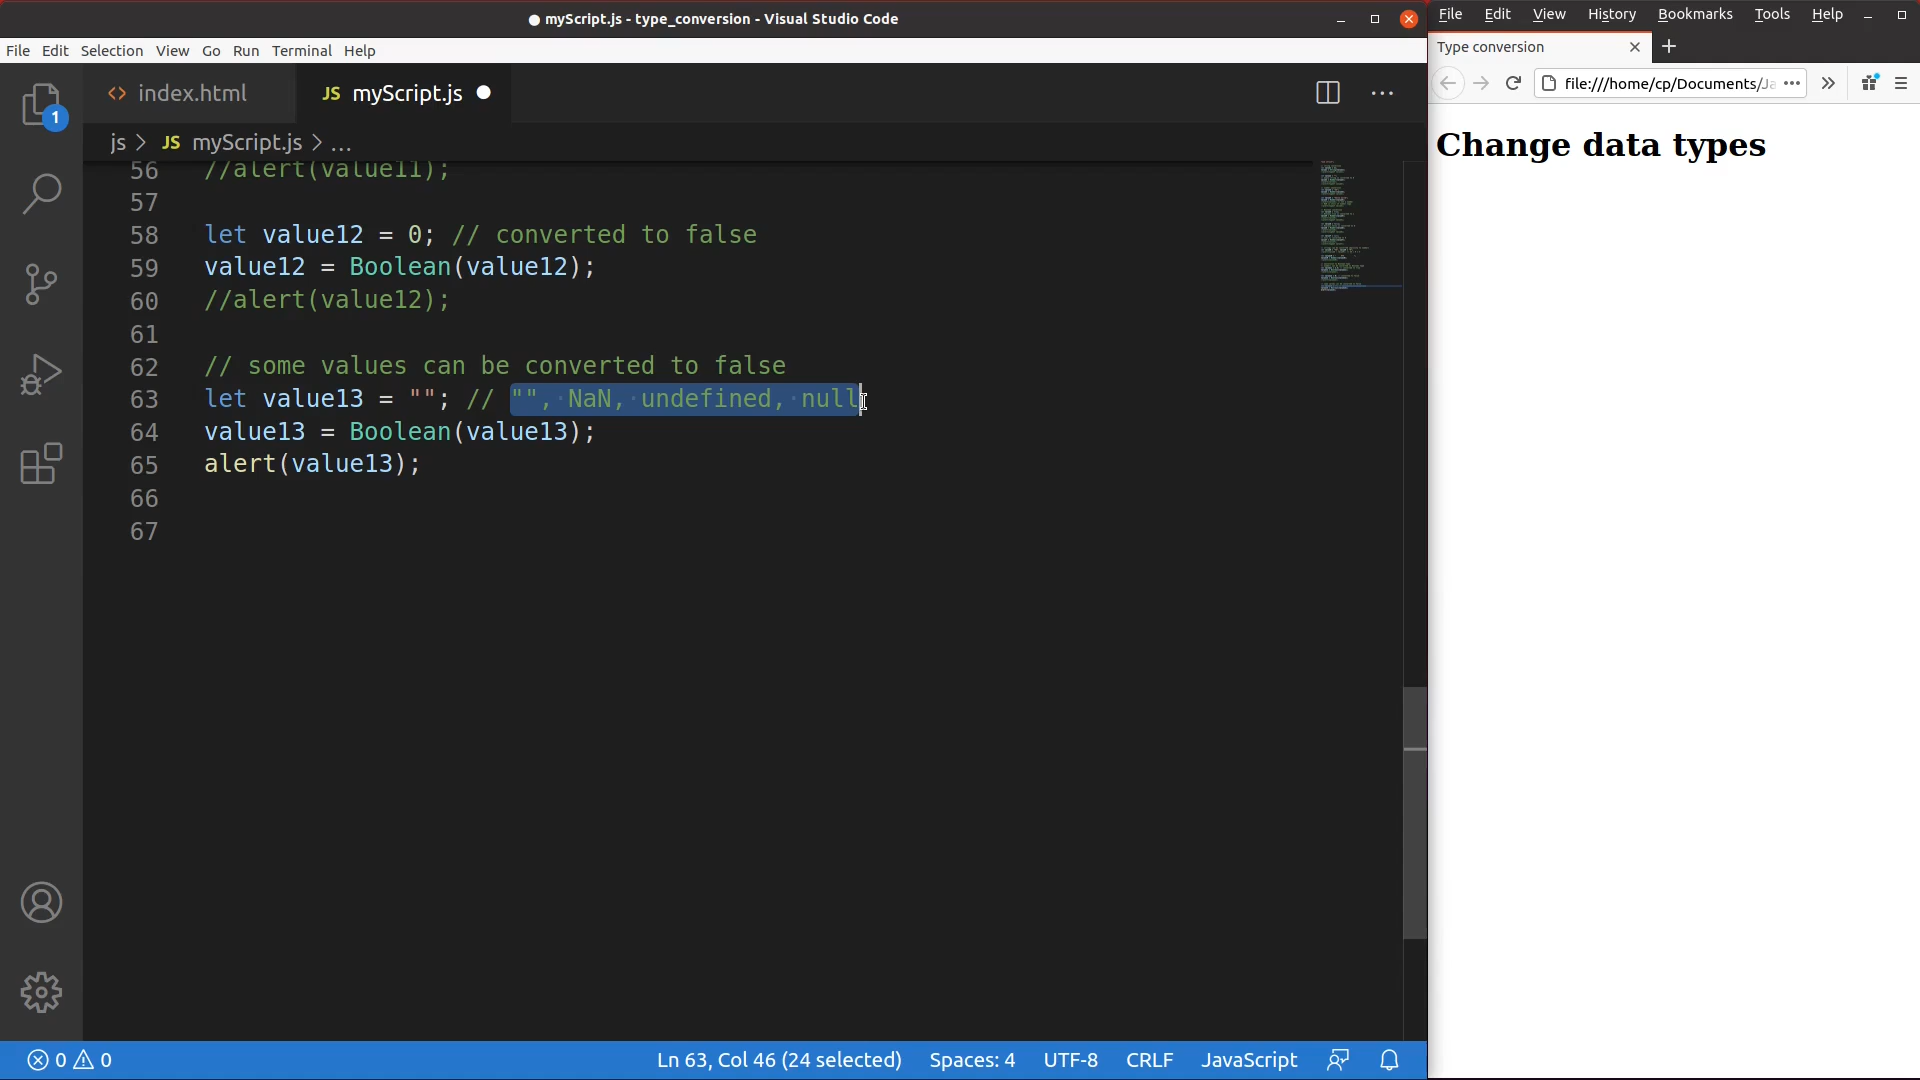 myScript.js - type_conversion - Visual Studio Code
File Edit Selection View Go Run Terminal Help
index.html
JS myScript.js
js > JS myScript.js > ...
56 //alert(value11);
57
58 let value12 = 0; // converted to false
59 value12 = Boolean(value12);
60 //alert(value12);
61
62 // some values can be converted to false
63 let value13 = ""; // "", NaN, undefined, null
64 value13 = Boolean(value13);
65 alert(value13);
66
67
1
0 0
Ln 63, Col 46 (24 selected) Spaces: 4 UTF-8 CRLF JavaScript
File Edit View History Bookmarks Tools Help
Type conversion
file:///home/cp/Documents/Ja
Change data types